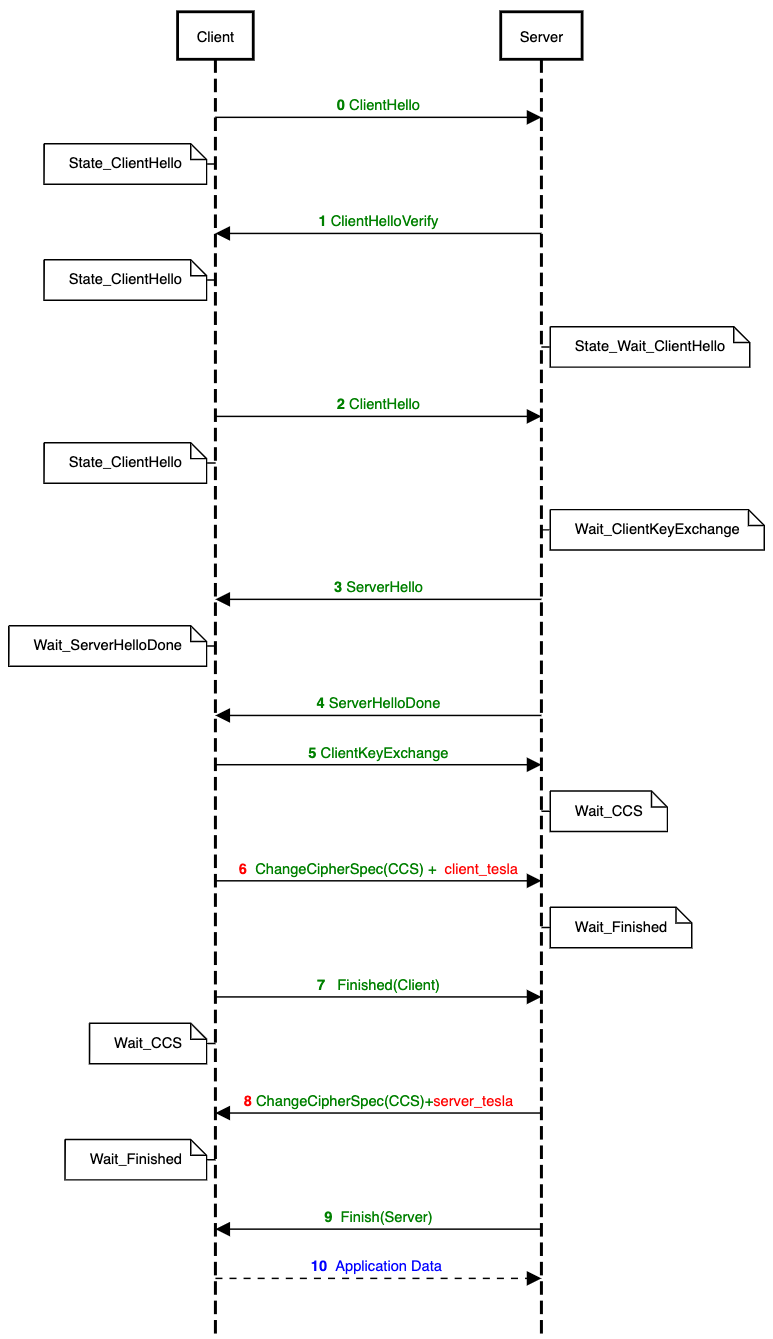 Client
Server
0 ClientHello
State_ClientHello
1 ClientHelloVerify
State_ClientHello
State_Wait_ClientHello
2 ClientHello
State_ClientHello
Wait_ClientKeyExchange
3 ServerHello
Wait_ServerHelloDone
4 ServerHelloDone
5 ClientKeyExchange
Wait_CCS
6 ChangeCipherSpec(CCS) + client_tesla
Wait_Finished
7 Finished(Client)
Wait_CCS
8 ChangeCipherSpec(CCS)+server_tesla
Wait_Finished
9 Finish(Server)
10 Application Data